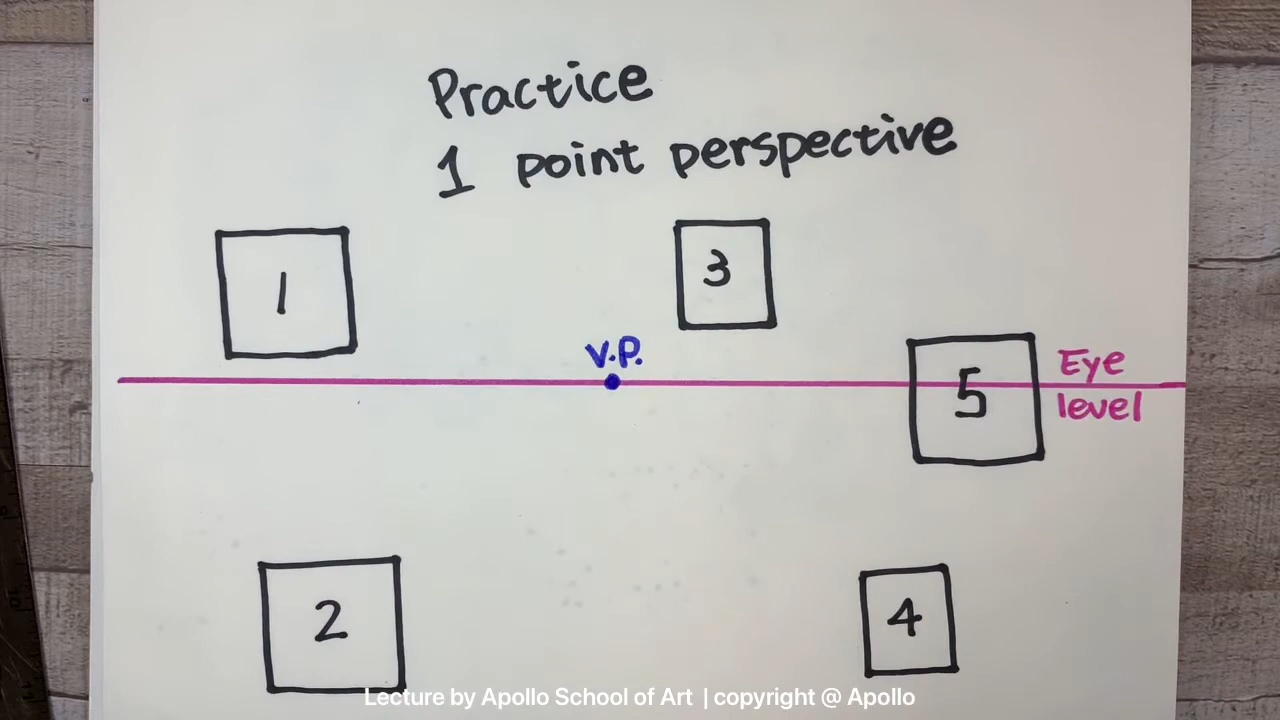 Practice
1 point perspective
1
3
V.P.
Eye
level
5
2
4
Lecture by Apollo School of Art | copyright @ Apollo